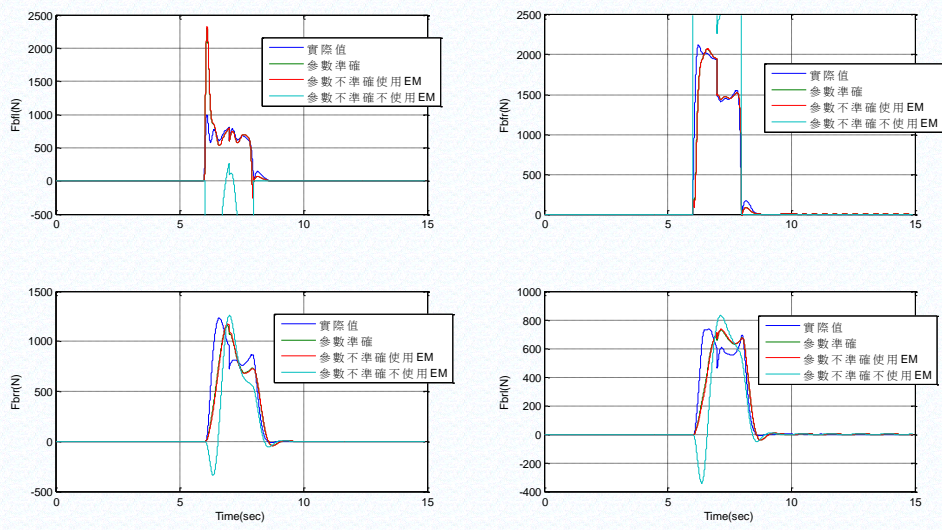 2500
2000
1500
1000
500
0
-500
Fbfl(N)
0 5 10 15
實際值
參數準確
參數不準確使用EM
參數不準確不使用EM
2500
2000
1500
1000
500
0
Fbfr(N)
0 5 10 15
實際值
參數準確
參數不準確使用EM
參數不準確不使用EM
1500
1000
500
0
-500
Fbrr(N)
0 5 10 15
Time(sec)
實際值
參數準確
參數不準確使用EM
參數不準確不使用EM
1000
800
600
400
200
0
-200
-400
Fbrl(N)
0 5 10 15
Time(sec)
實際值
參數準確
參數不準確使用EM
參數不準確不使用EM